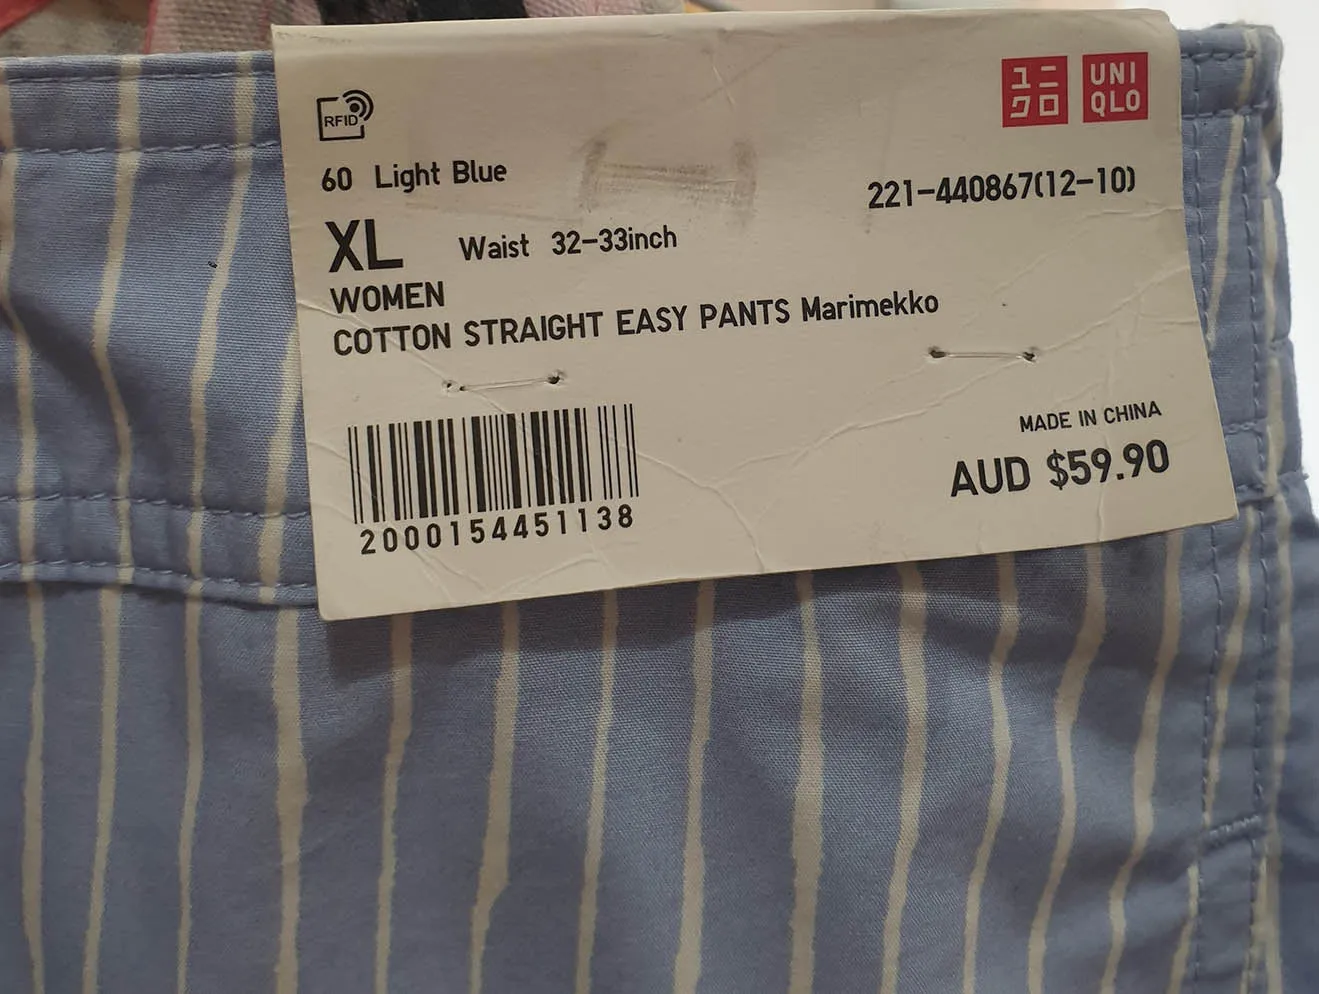 RFID
ユニ
クロ
UNI
QLO
60 Light Blue
221-440867(12-10)
XL Waist 32-33inch
WOMEN
COTTON STRAIGHT EASY PANTS Marimekko
MADE IN CHINA
AUD $59.90
2000154451138